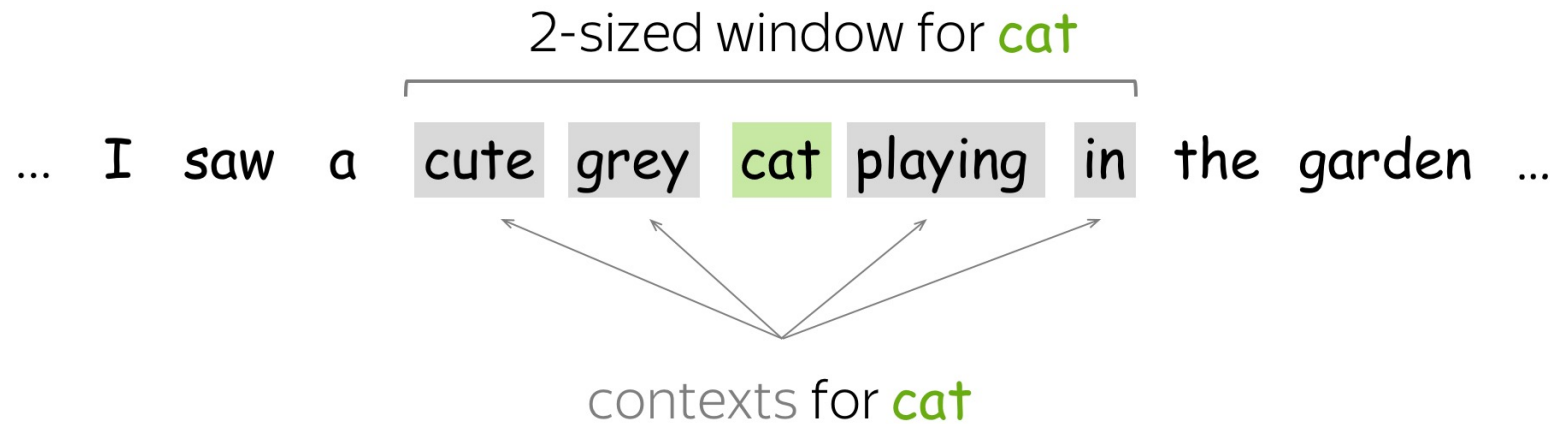 2-sized window for cat
... I saw a cute grey cat playing in the garden ...
contexts for cat